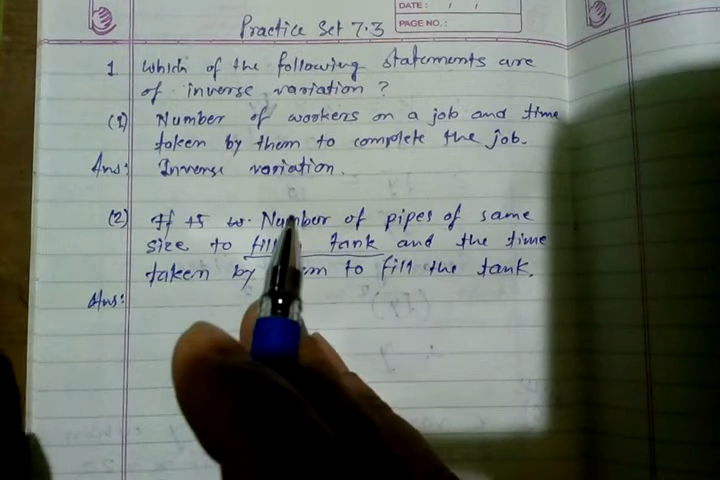 DATE : / /
PAGE NO. :
Practice Set 7.3
1 Which of the following statements are
of inverse variation ?
(1) Number of workers on a job and time
taken by them to complete the job.
Ans: Inverse variation.
(2) Number of pipes of same
size to fill tank and the time
taken by them to fill the tank.
Ans: